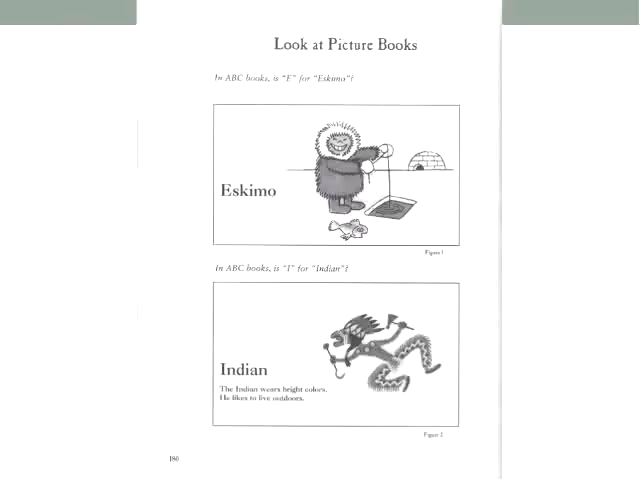 Look at Picture Books
In ABC books, is "E" for "Eskimo"?
Eskimo
Figure 1
In ABC books, is "I" for "Indian"?
Indian
The Indian wears bright colors.
He likes to live outdoors.
Figure 2
180